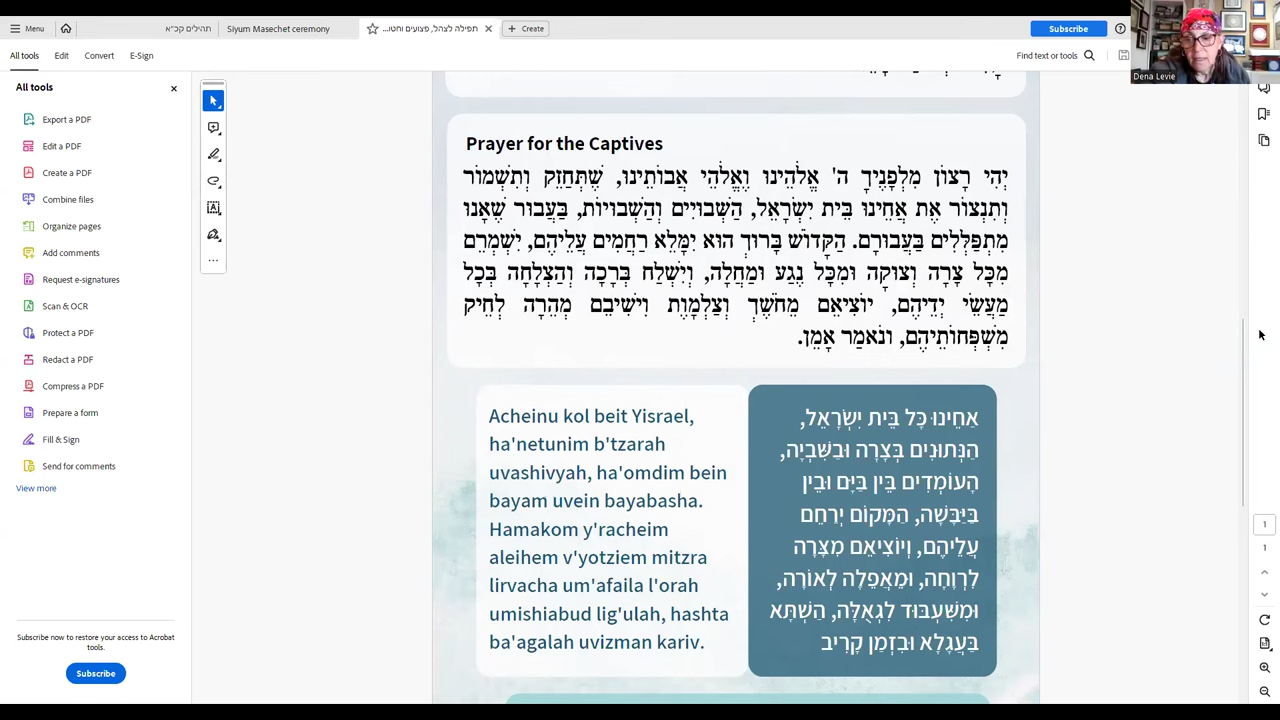 Menu
תהילים קכ"א
Siyum Masechet ceremony
תפילה לצהל, פצועים וחטו...
Create
Subscribe
All tools
Edit
Convert
E-Sign
Find text or tools
Dena Levie
All tools
Export a PDF
Edit a PDF
Create a PDF
Combine files
Organize pages
Add comments
Request e-signatures
Scan & OCR
Protect a PDF
Redact a PDF
Compress a PDF
Prepare a form
Fill & Sign
Send for comments
View more
Subscribe now to restore your access to Acrobat
tools.
Subscribe
Prayer for the Captives
יְהִי רָצוֹן מִלְפָנֶיךָ ה' אֱלֹהֵינוּ וֵאֱלֹהֵי אֲבוֹתֵינוּ, שֶׁתְּחַזֵּק וְתִשְׁמוֹר
וְתִנְצוֹר אֶת אֲחֵינוּ בֵּית יִשְׂרָאֵל, הַשְּׁבוּיִים וְהַשְּׁבוּיוֹת, בַּעֲבוּר שֶׁאָנוּ
מִתְפַּלְּלִים בַּעֲבוּרָם. הַקָּדוֹשׁ בָּרוּךְ הוּא יִמָּלֵא רַחֲמִים עֲלֵיהֶם, יִשְׁמְרֵם
מִכָּל צָרָה וְצוּקָה וּמִכָּל נֶגַע וּמַחֲלָה, וְיִשְׁלַח בְּרָכָה וְהַצְלָחָה בְּכָל
מַעֲשֵׂי יְדֵיהֶם, יוֹצִיאֵם מֵחֹשֶׁךְ וְצַלְמָוֶת וִישִׁיבֵם מְהֵרָה לְחֵיק
מִשְׁפְּחוֹתֵיהֶם, וְנֹאמַר אָמֵן.
Acheinu kol beit Yisrael,
ha'netunim b'tzarah
uvashivyah, ha'omdim bein
bayam uvein bayabasha.
Hamakom y'racheim
aleihem v'yotziem mitzra
lirvacha um'afaila l'orah
umishiabud lig'ulah, hashta
ba'agalah uvizman kariv.
אַחֵינוּ כָּל בֵּית יִשְׂרָאֵל,
הַנְּתוּנִים בְּצָרָה וּבַשִּׁבְיָה,
הָעוֹמְדִים בֵּין בַּיָּם וּבֵין
בַּיַּבָּשָׁה, הַמָּקוֹם יְרַחֵם
עֲלֵיהֶם, וְיוֹצִיאֵם מִצָּרָה
לִרְוָחָה, וּמֵאֲפֵלָה לְאוֹרָה,
וּמִשִּׁעְבּוּד לִגְאֻלָּה, הַשְׁתָּא
בַּעֲגָלָא וּבִזְמַן קָרִיב
1
1